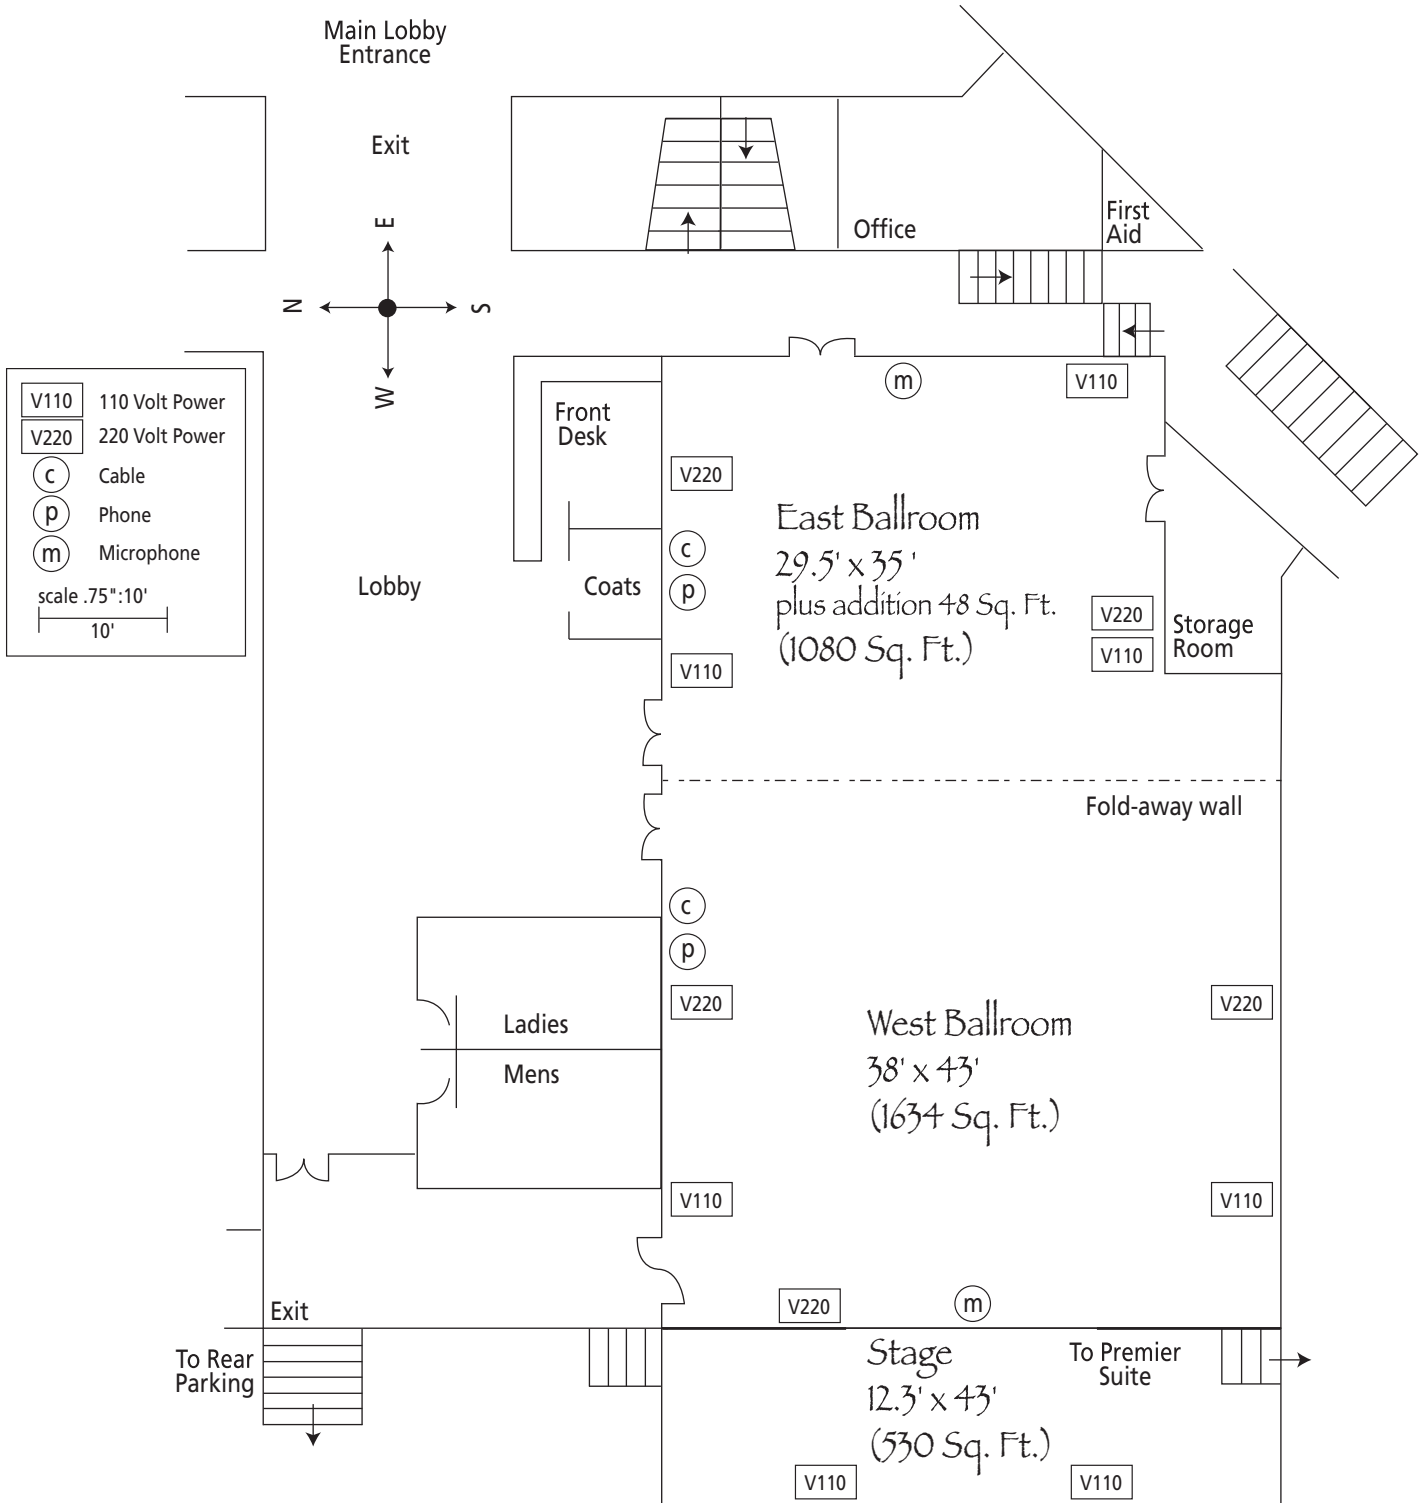 Main Lobby
Entrance
Exit
E
N
S
W
Office
First
Aid
V110 110 Volt Power
V220 220 Volt Power
c Cable
p Phone
m Microphone
scale .75":10'
10'
Front
Desk
m
V110
V220
c
p
Coats
Lobby
V110
East Ballroom
29.5' x 35 '
plus addition 48 Sq. Ft.
(1080 Sq. Ft.)
V220
V110
Storage
Room
Fold-away wall
c
p
V220
Ladies
Mens
V110
West Ballroom
38' x 43'
(1634 Sq. Ft.)
V220
V110
V220
m
Exit
To Rear
Parking
Stage
12.3' x 43'
(530 Sq. Ft.)
To Premier
Suite
V110
V110